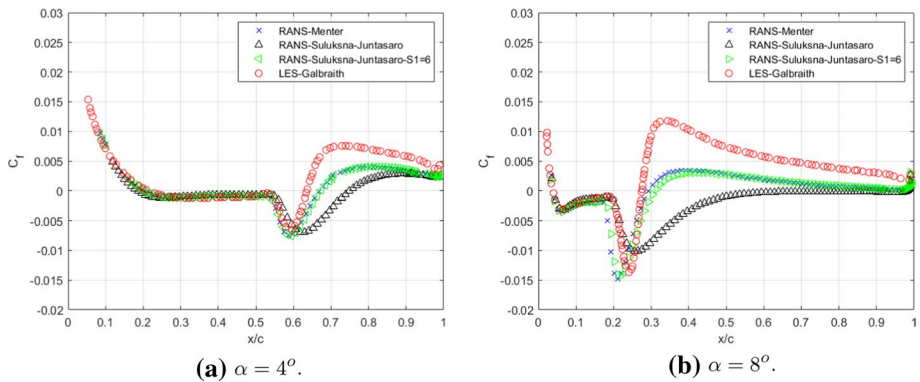 0.03
0.025
0.02
0.015
0.01
0.005
0
-0.005
-0.01
-0.015
-0.02
C_f
0 0.1 0.2 0.3 0.4 0.5 0.6 0.7 0.8 0.9 1
x/c
RANS-Menter
RANS-Suluksna-Juntasaro
RANS-Suluksna-Juntasaro-S1=6
LES-Galbraith
(a) α = 4°.
0.03
0.025
0.02
0.015
0.01
0.005
0
-0.005
-0.01
-0.015
-0.02
C_f
0 0.1 0.2 0.3 0.4 0.5 0.6 0.7 0.8 0.9 1
x/c
RANS-Menter
RANS-Suluksna-Juntasaro
RANS-Suluksna-Juntasaro-S1=6
LES-Galbraith
(b) α = 8°.